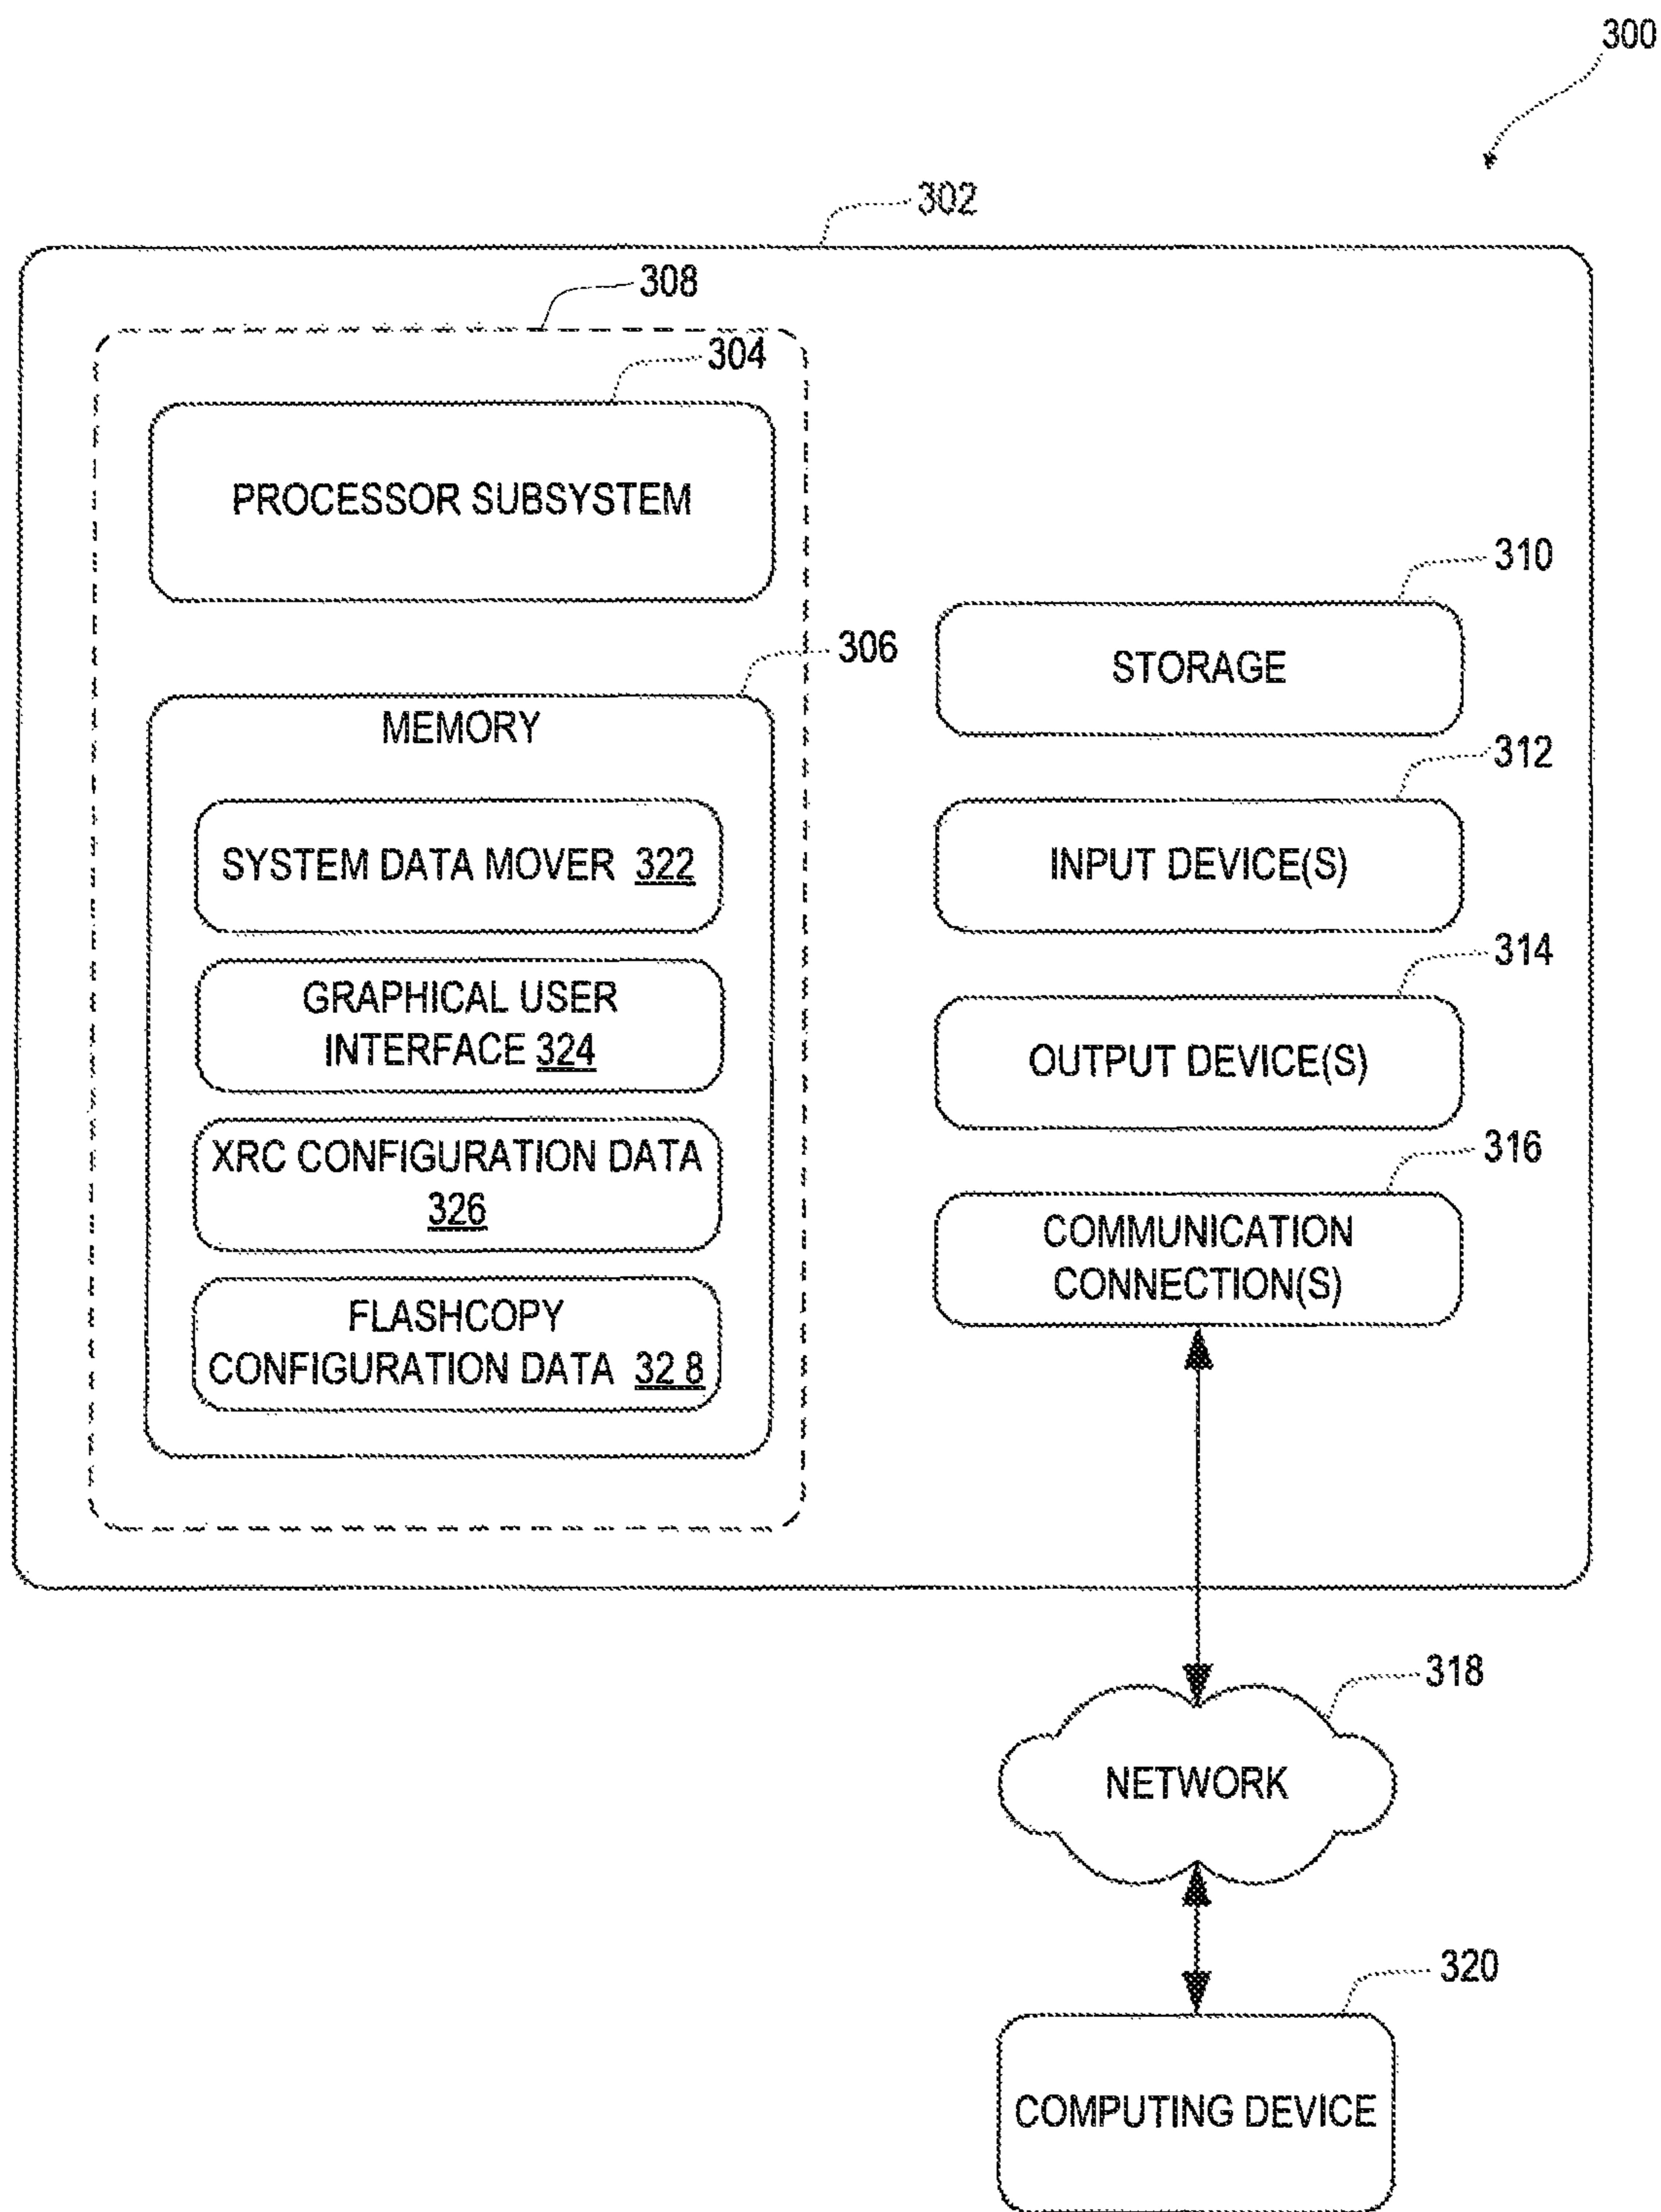 300
302
308
304
PROCESSOR SUBSYSTEM
306
MEMORY
SYSTEM DATA MOVER 322
GRAPHICAL USER
INTERFACE 324
XRC CONFIGURATION DATA
326
FLASHCOPY
CONFIGURATION DATA 32 8
310
STORAGE
312
INPUT DEVICE(S)
314
OUTPUT DEVICE(S)
316
COMMUNICATION
CONNECTION(S)
318
NETWORK
320
COMPUTING DEVICE